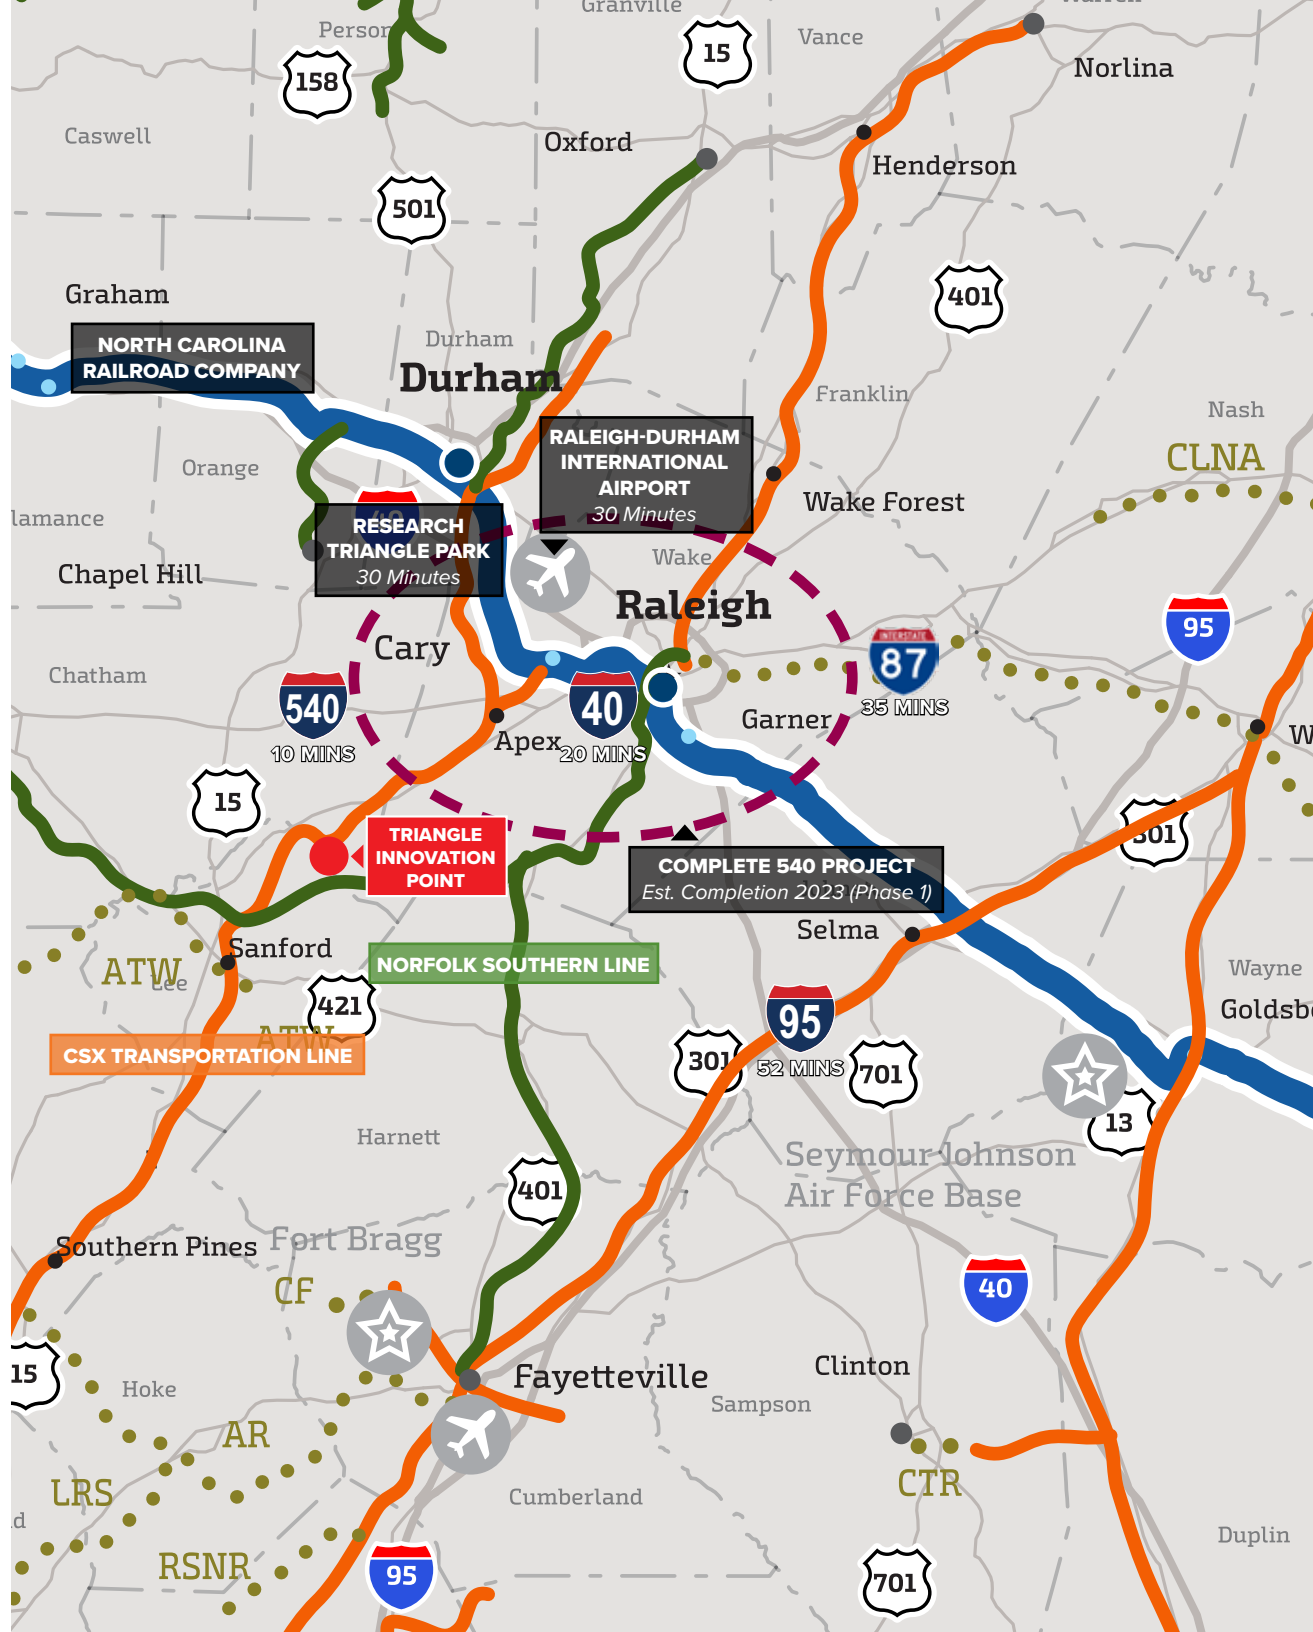 Granville
Person
15
Vance
Norlina
158
Caswell
Oxford
Henderson
501
401
Graham
NORTH CAROLINA
RAILROAD COMPANY
Durham
Durham
Franklin
Nash
CLNA
RALEIGH-DURHAM
INTERNATIONAL
AIRPORT
30 Minutes
Orange
Wake Forest
lamance
40
RESEARCH
TRIANGLE PARK
30 Minutes
Wake
Chapel Hill
Raleigh
95
Cary
INTERSTATE
87
35 MINS
Chatham
540
10 MINS
40
20 MINS
Garner
Apex
W
15
TRIANGLE
INNOVATION
POINT
301
COMPLETE 540 PROJECT
Est. Completion 2023 (Phase 1)
Selma
Sanford
NORFOLK SOUTHERN LINE
ATW
Lee
Wayne
Goldsb
421
ATW
CSX TRANSPORTATION LINE
95
52 MINS
301
701
13
Harnett
Seymour Johnson
Air Force Base
401
Southern Pines
Fort Bragg
CF
40
15
Hoke
Fayetteville
Clinton
Sampson
AR
LRS
CTR
Cumberland
d
RSNR
Duplin
95
701